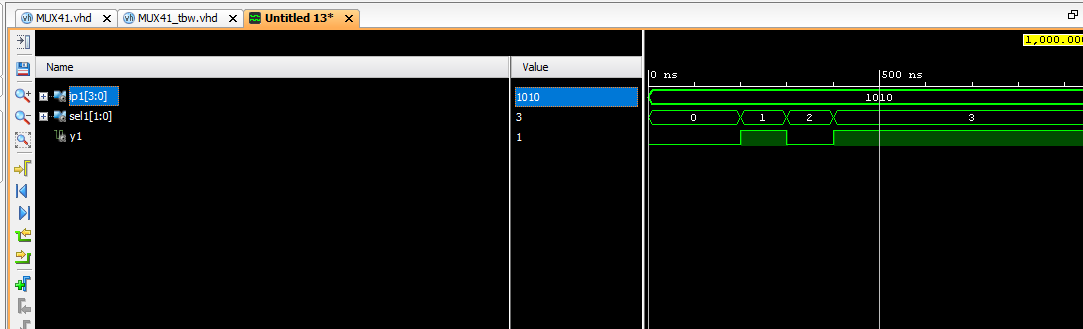 MUX41.vhd MUX41_tbw.vhd Untitled 13*
1,000.000
Name Value
0 ns 500 ns
ip1[3:0] 1010 1010
sel1[1:0] 3 0 1 2 3
y1 1